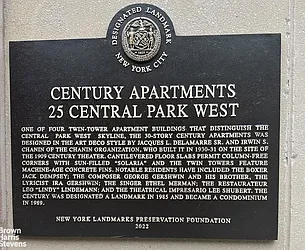 DESIGNATED LANDMARK
NEW YORK CITY
CENTURY APARTMENTS
25 CENTRAL PARK WEST
ONE OF FOUR TWIN-TOWER APARTMENT BUILDINGS THAT DISTINGUISH THE
CENTRAL PARK WEST SKYLINE, THE 30-STORY CENTURY APARTMENTS WAS
DESIGNED IN THE ART DECO STYLE BY JACQUES L. DELAMARRE SR. AND IRWIN S.
CHANIN OF THE CHANIN ORGANIZATION, WHO BUILT IT IN 1930-31 ON THE SITE OF
THE 1909 CENTURY THEATER. CANTILEVERED FLOOR SLABS PERMIT COLUMN-FREE
CORNERS WITH SUN-FILLED "SOLARIA" AND THE TWIN TOWERS FEATURE
MACHINE-AGE CONCRETE FINS. NOTABLE RESIDENTS HAVE INCLUDED THE BOXER
JACK DEMPSEY; THE COMPOSER GEORGE GERSHWIN AND HIS BROTHER, THE
LYRICIST IRA GERSHWIN; THE SINGER ETHEL MERMAN; THE RESTAURATEUR
LEO "LINDY" LINDEMANN; AND THE THEATRICAL IMPRESARIO LEE SHUBERT. THE
CENTURY WAS DESIGNATED A LANDMARK IN 1985 AND BECAME A CONDOMINIUM
IN 1989.
NEW YORK LANDMARKS PRESERVATION FOUNDATION
2022
Brown
Harris
Stevens